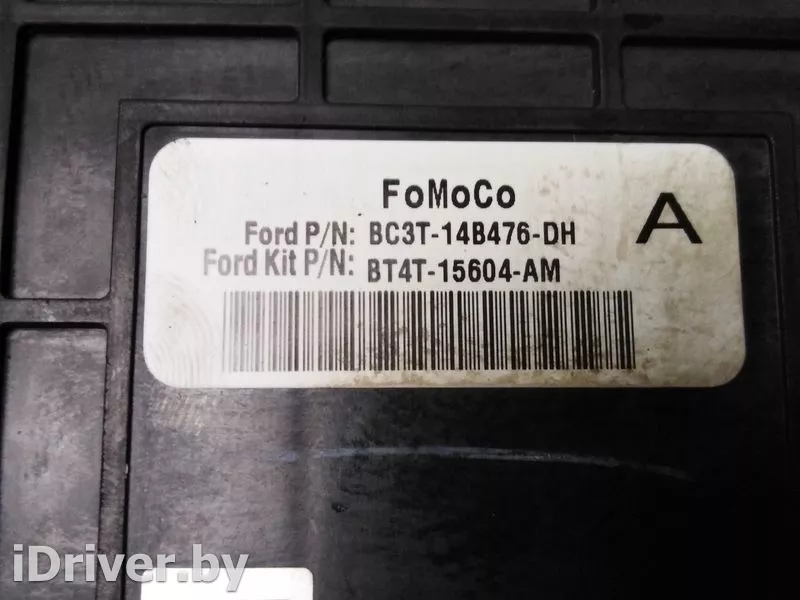 FoMoCo
A
Ford P/N: BC3T-14B476-DH
Ford Kit P/N: BT4T-15604-AM
iDriver.by